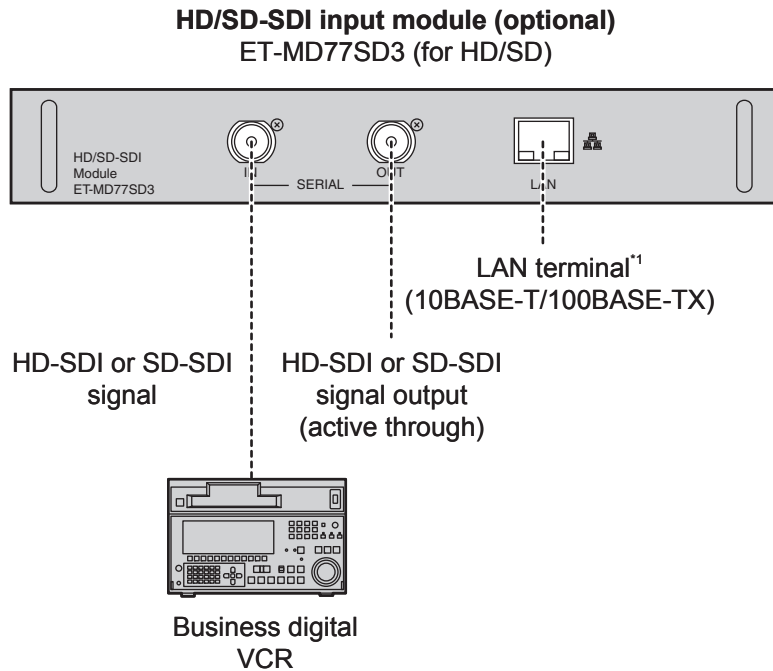 HD/SD-SDI input module (optional)
ET-MD77SD3 (for HD/SD)
HD/SD-SDI
Module
ET-MD77SD3
IN
SERIAL
OUT
LAN
LAN terminal*1
(10BASE-T/100BASE-TX)
HD-SDI or SD-SDI
signal
HD-SDI or SD-SDI
signal output
(active through)
Business digital
VCR